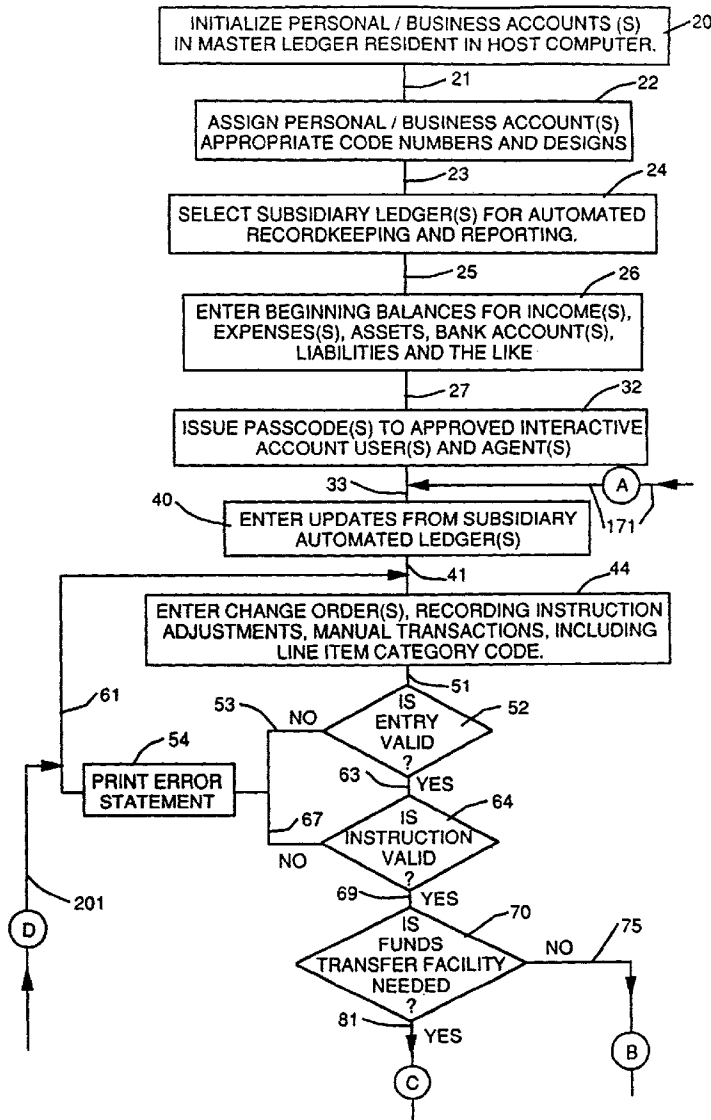 INITIALIZE PERSONAL / BUSINESS ACCOUNTS (S)
IN MASTER LEDGER RESIDENT IN HOST COMPUTER.
20
21
22
ASSIGN PERSONAL / BUSINESS ACCOUNT(S)
APPROPRIATE CODE NUMBERS AND DESIGNS
23
24
SELECT SUBSIDIARY LEDGER(S) FOR AUTOMATED
RECORDKEEPING AND REPORTING.
25
26
ENTER BEGINNING BALANCES FOR INCOME(S),
EXPENSES(S), ASSETS, BANK ACCOUNT(S),
LIABILITIES AND THE LIKE
27
32
ISSUE PASSCODE(S) TO APPROVED INTERACTIVE
ACCOUNT USER(S) AND AGENT(S)
33
A
171
40
ENTER UPDATES FROM SUBSIDIARY
AUTOMATED LEDGER(S)
41
44
ENTER CHANGE ORDER(S), RECORDING INSTRUCTION
ADJUSTMENTS, MANUAL TRANSACTIONS, INCLUDING
LINE ITEM CATEGORY CODE.
51
61
53
NO
IS
ENTRY
VALID
?
52
54
PRINT ERROR
STATEMENT
63
YES
64
67
NO
IS
INSTRUCTION
VALID
?
69
YES
201
D
70
IS
FUNDS
TRANSFER FACILITY
NEEDED
?
NO
75
81
YES
B
C